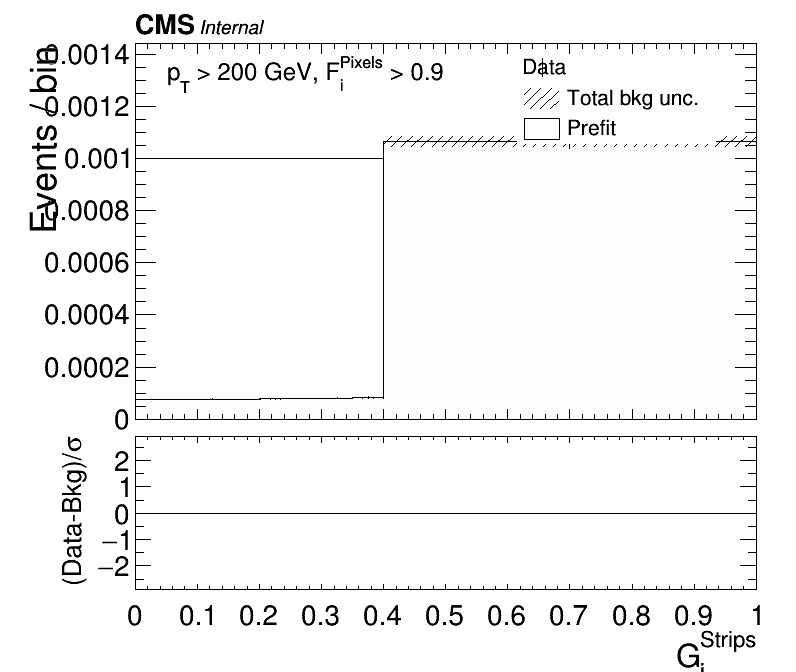 CMS Internal
Events / bin
0.0014
0.0012
0.001
0.0008
0.0006
0.0004
0.0002
0
p_T > 200 GeV, F_i^Pixels > 0.9
Data
Total bkg unc.
Prefit
(Data-Bkg)/σ
2
1
0
−1
−2
0 0.1 0.2 0.3 0.4 0.5 0.6 0.7 0.8 0.9 1
G_i^Strips